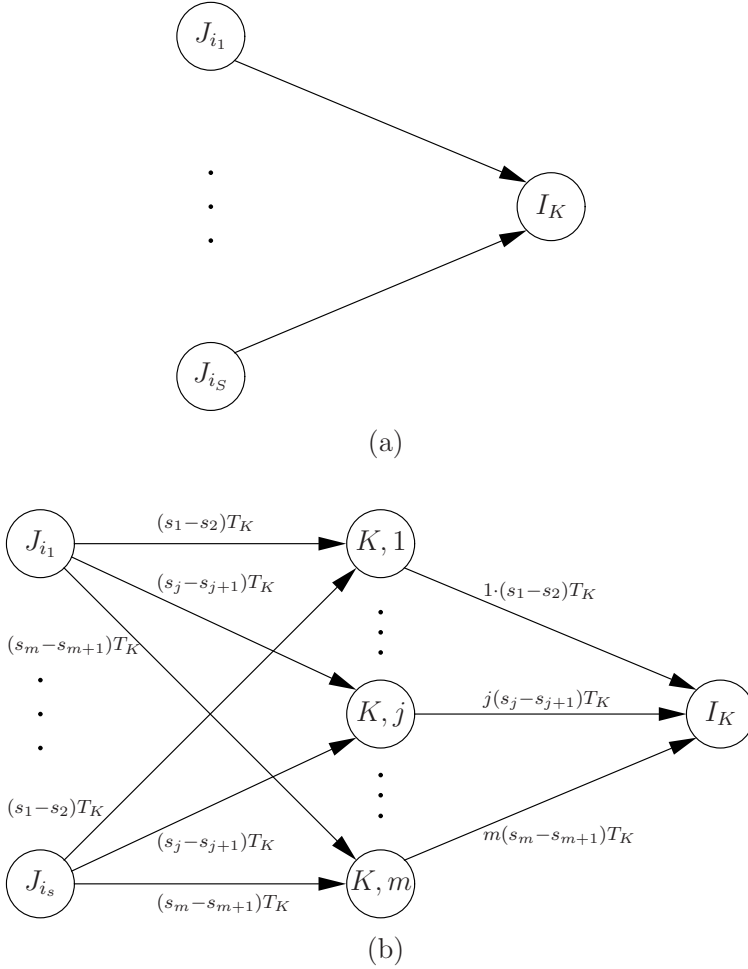 J_{i_1}
I_K
J_{i_S}
(a)
J_{i_1}
(s_1−s_2)T_K
K, 1
(s_j−s_{j+1})T_K
1·(s_1−s_2)T_K
(s_m−s_{m+1})T_K
K, j
j(s_j−s_{j+1})T_K
I_K
(s_1−s_2)T_K
(s_j−s_{j+1})T_K
m(s_m−s_{m+1})T_K
J_{i_s}
(s_m−s_{m+1})T_K
K, m
(b)